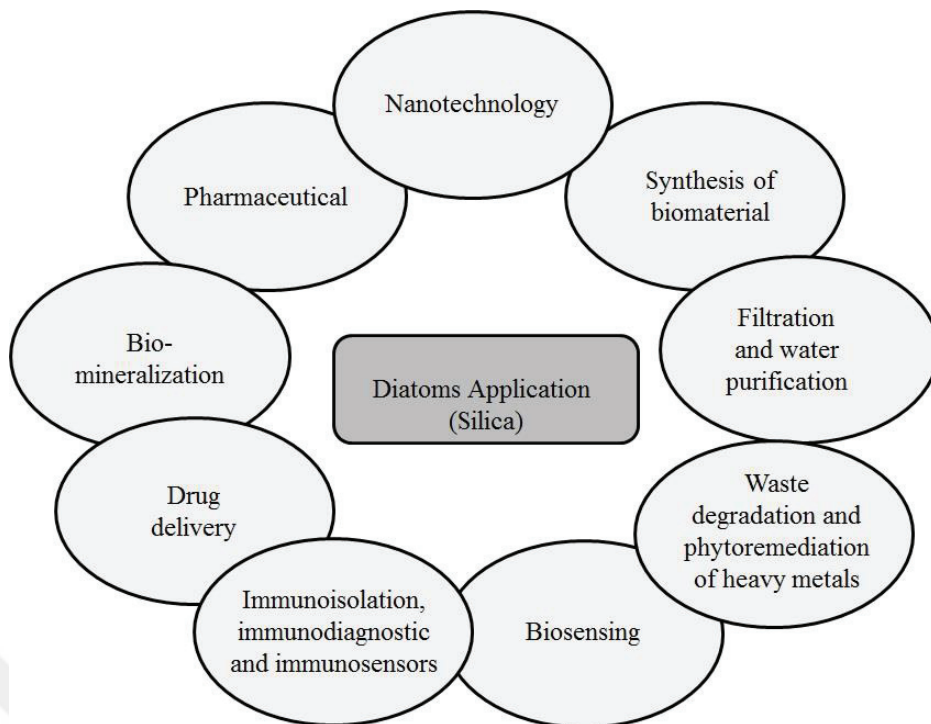 Nanotechnology
Synthesis of
biomaterial
Filtration
and water
purification
Waste
degradation and
phytoremediation
of heavy metals
Biosensing
Immunoisolation,
immunodiagnostic
and immunosensors
Drug
delivery
Bio-
mineralization
Pharmaceutical
Diatoms Application
(Silica)